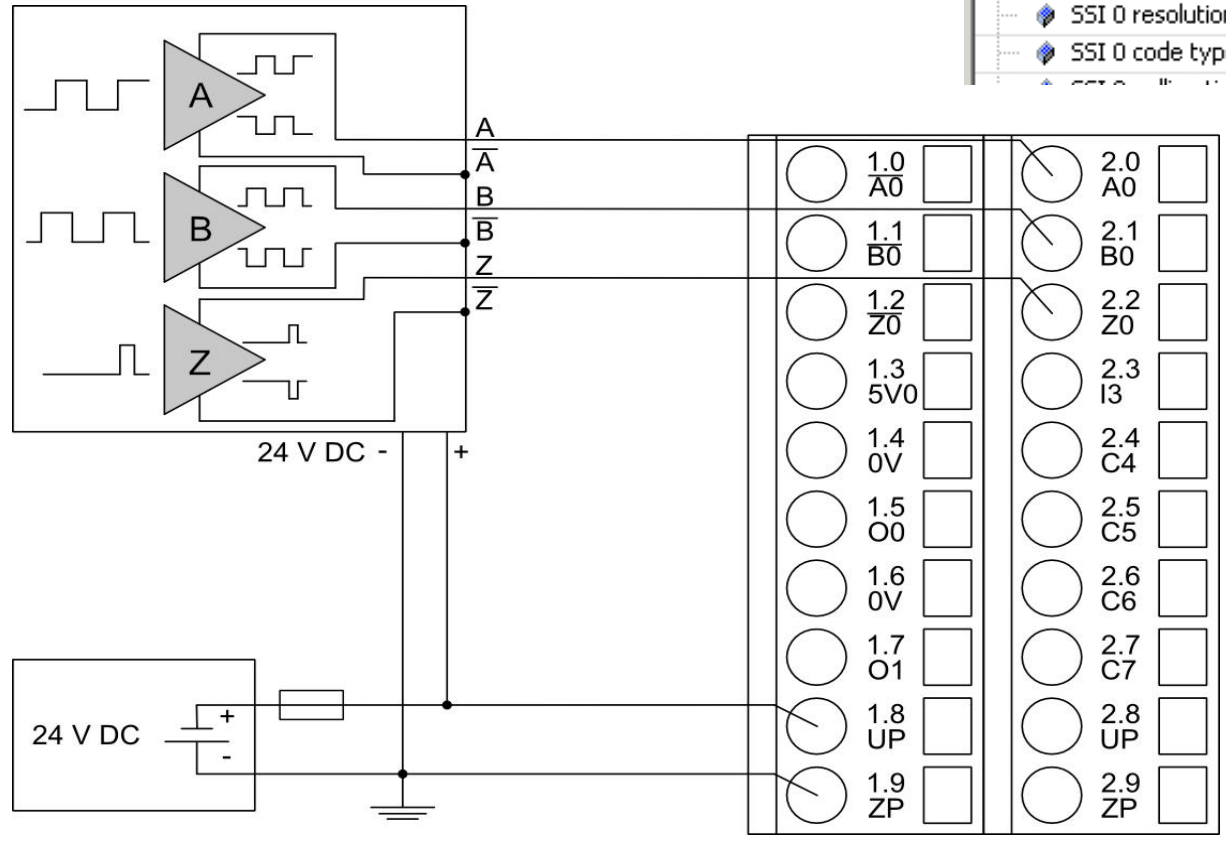 SSI 0 resolution
SSI 0 code typ
A
A
A
B
B
B
Z
Z
Z
24 V DC - +
24 V DC
+
-
1.0
A0
1.1
B0
1.2
Z0
1.3
5V0
1.4
0V
1.5
O0
1.6
0V
1.7
O1
1.8
UP
1.9
ZP
2.0
A0
2.1
B0
2.2
Z0
2.3
I3
2.4
C4
2.5
C5
2.6
C6
2.7
C7
2.8
UP
2.9
ZP